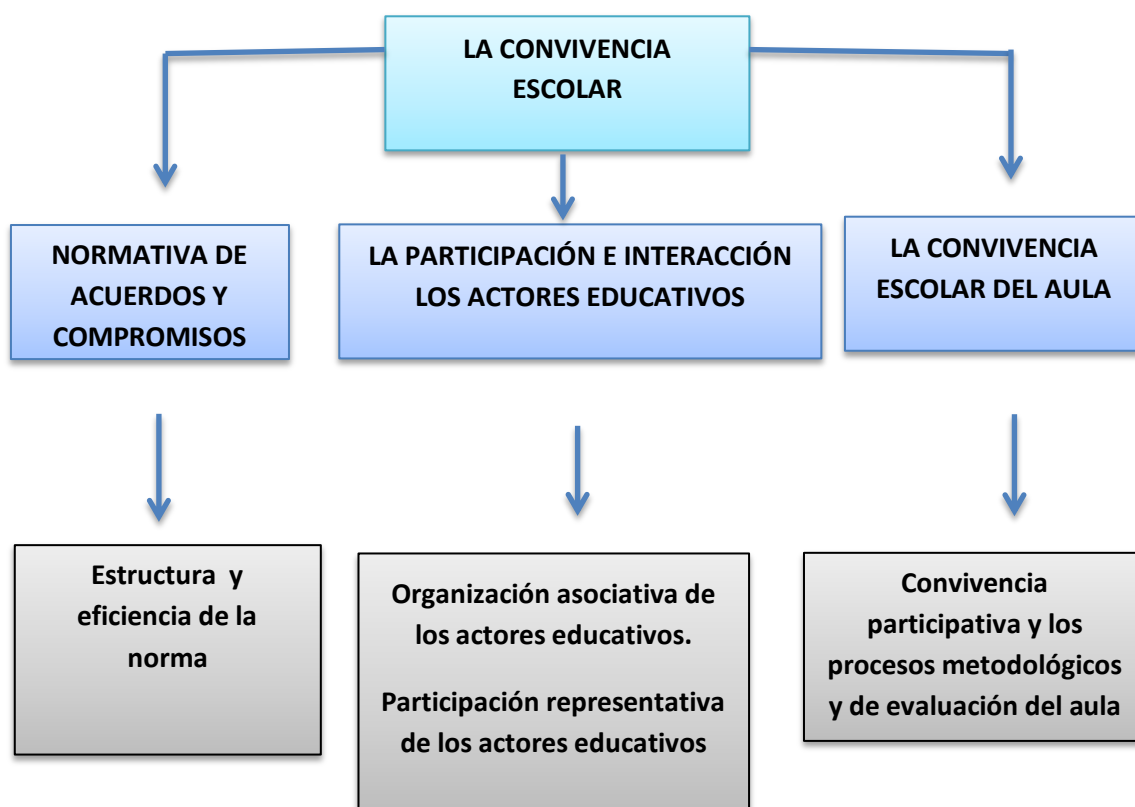 LA CONVIVENCIA
ESCOLAR
NORMATIVA DE
ACUERDOS Y
COMPROMISOS
LA PARTICIPACIÓN E INTERACCIÓN
LOS ACTORES EDUCATIVOS
LA CONVIVENCIA
ESCOLAR DEL AULA
Estructura y
eficiencia de la
norma
Organización asociativa de
los actores educativos.
Participación representativa
de los actores educativos
Convivencia
participativa y los
procesos metodológicos
y de evaluación del aula